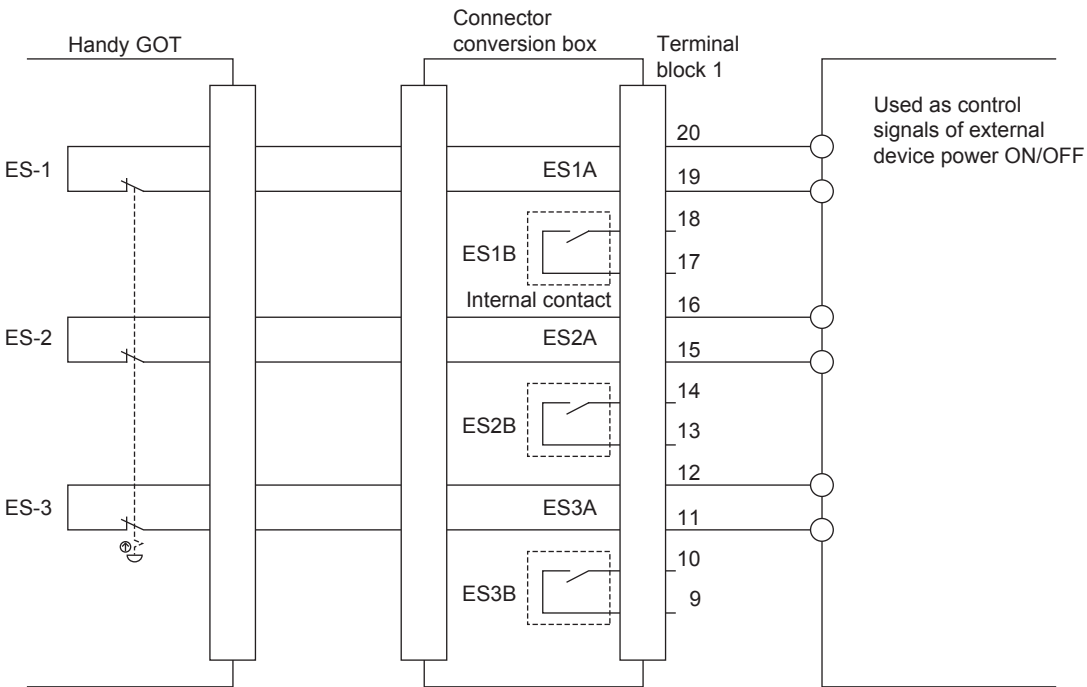 Handy GOT
Connector
conversion box
Terminal
block 1
Used as control
signals of external
device power ON/OFF
20
ES-1
ES1A
19
18
ES1B
17
Internal contact
16
ES-2
ES2A
15
14
ES2B
13
12
ES-3
ES3A
11
10
ES3B
9